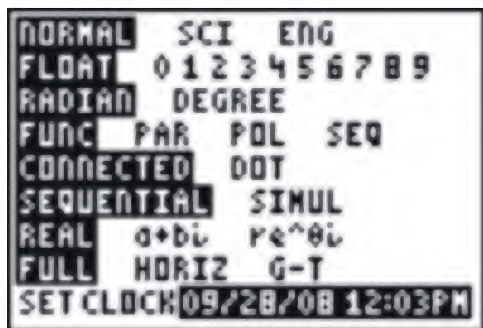 NORMAL SCI ENG
FLOAT 0 1 2 3 4 5 6 7 8 9
RADIAN DEGREE
FUNC PAR POL SEQ
CONNECTED DOT
SEQUENTIAL SIMUL
REAL a+bi re^θi
FULL HORIZ G-T
SET CLOCK 09/28/08 12:03PM